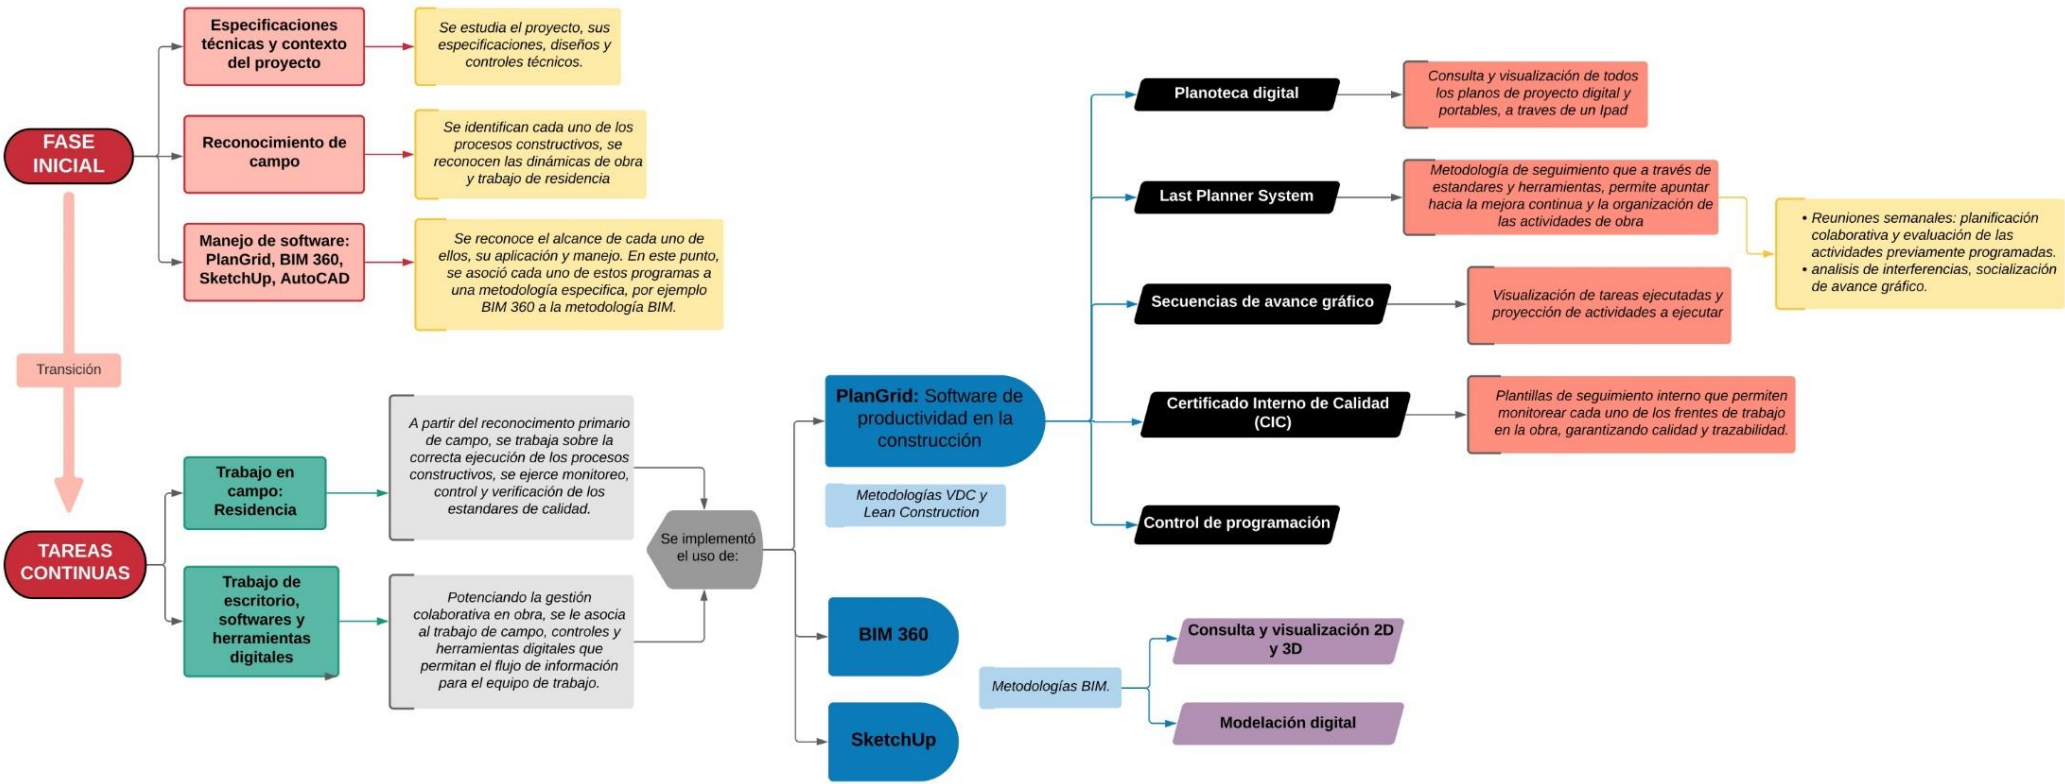 FASE
INICIAL
Especificaciones
técnicas y contexto
del proyecto
Se estudia el proyecto, sus
especificaciones, diseños y
controles técnicos.
Reconocimiento de
campo
Se identifican cada uno de los
procesos constructivos, se
reconocen las dinámicas de obra
y trabajo de residencia
Manejo de software:
PlanGrid, BIM 360,
SketchUp, AutoCAD
Se reconoce el alcance de cada uno de
ellos, su aplicación y manejo. En este punto,
se asoció cada uno de estos programas a
una metodología especifica, por ejemplo
BIM 360 a la metodología BIM.
Transición
TAREAS
CONTINUAS
Trabajo en
campo:
Residencia
A partir del reconocimento primario
de campo, se trabaja sobre la
correcta ejecución de los procesos
constructivos, se ejerce monitoreo,
control y verificación de los
estandares de calidad.
Trabajo de
escritorio,
softwares y
herramientas
digitales
Potenciando la gestión
colaborativa en obra, se le asocia
al trabajo de campo, controles y
herramientas digitales que
permitan el flujo de información
para el equipo de trabajo.
Se implementó
el uso de:
PlanGrid: Software de
productividad en la
construcción
Metodologías VDC y
Lean Construction
Planoteca digital
Consulta y visualización de todos
los planos de proyecto digital y
portables, a traves de un Ipad
Last Planner System
Metodología de seguimiento que a través de
estandares y herramientas, permite apuntar
hacia la mejora continua y la organización de
las actividades de obra
• Reuniones semanales: planificación
colaborativa y evaluación de las
actividades previamente programadas.
• analisis de interferencias, socialización
de avance gráfico.
Secuencias de avance gráfico
Visualización de tareas ejecutadas y
proyección de actividades a ejecutar
Certificado Interno de Calidad
(CIC)
Plantillas de seguimiento interno que permiten
monitorear cada uno de los frentes de trabajo
en la obra, garantizando calidad y trazabilidad.
Control de programación
BIM 360
SketchUp
Metodologías BIM.
Consulta y visualización 2D
y 3D
Modelación digital